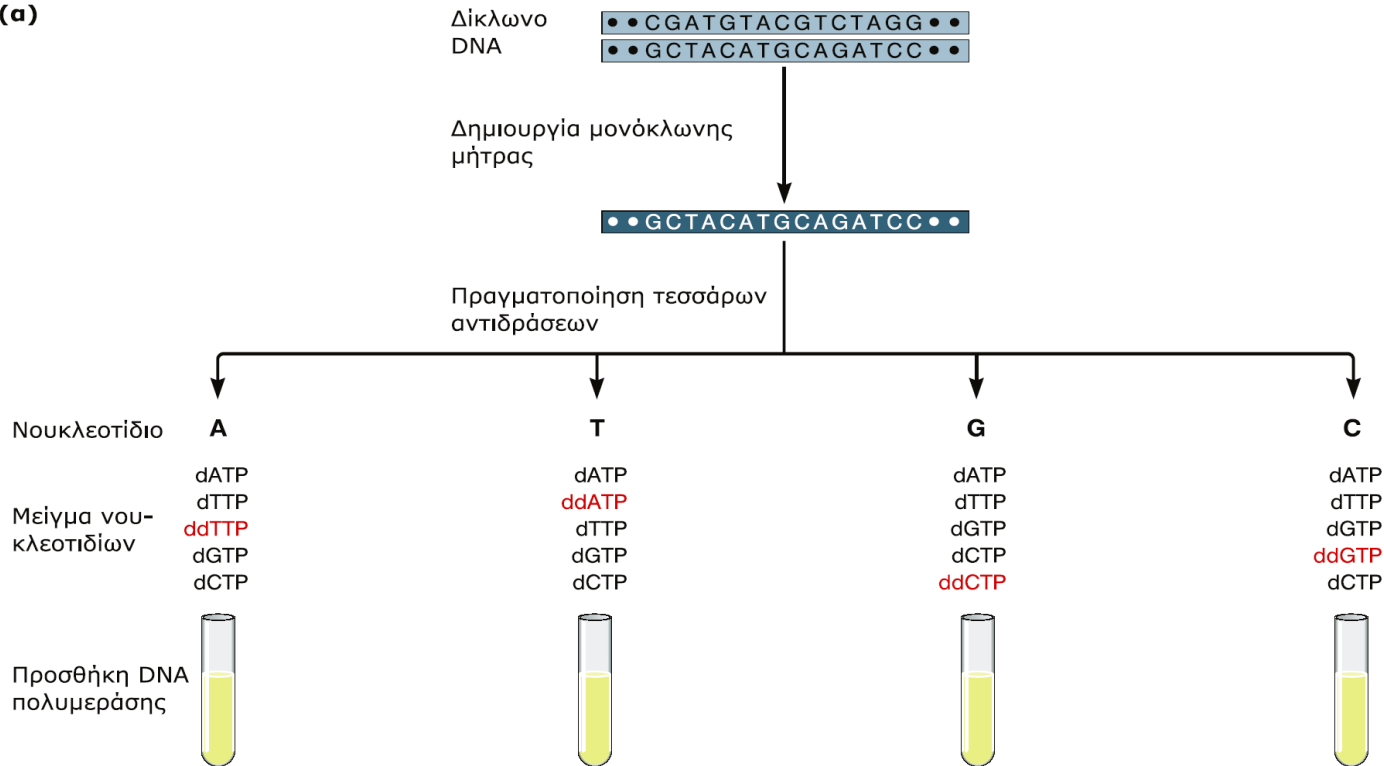 (α)
Δίκλωνο
DNA
• • CGATGTACGTCTAGG • •
• • GCTACATGCAGATCC • •
Δημιουργία μονόκλωνης
μήτρας
• • GCTACATGCAGATCC • •
Πραγματοποίηση τεσσάρων
αντιδράσεων
Νουκλεοτίδιο A T G C
Μείγμα νου-
κλεοτιδίων
dATP
dTTP
ddTTP
dGTP
dCTP
dATP
ddATP
dTTP
dGTP
dCTP
dATP
dTTP
dGTP
dCTP
ddCTP
dATP
dTTP
dGTP
ddGTP
dCTP
Προσθήκη DNA
πολυμεράσης